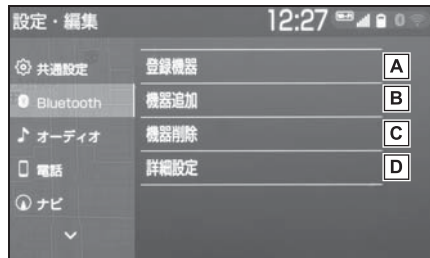 設定・編集 12:27
共通設定
Bluetooth
オーディオ
電話
ナビ
登録機器 A
機器追加 B
機器削除 C
詳細設定 D